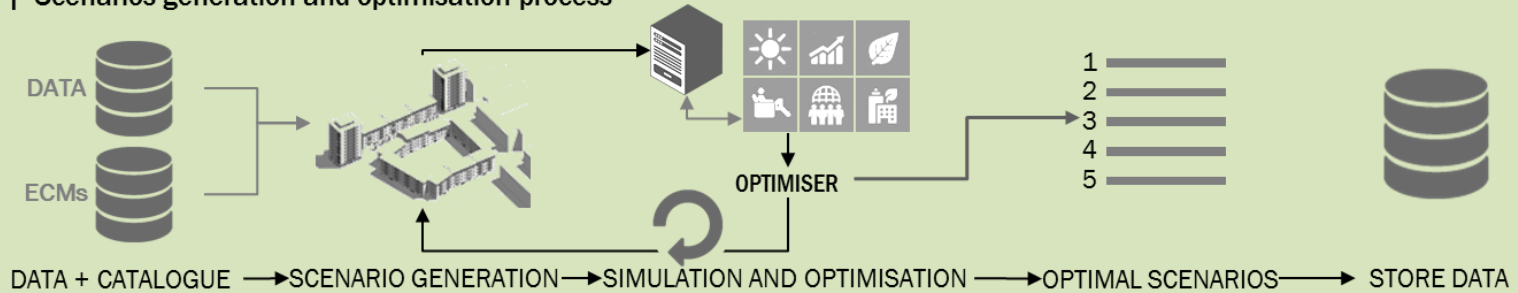 Scenarios generation and optimisation process
DATA
ECMs
OPTIMISER
1
2
3
4
5
DATA + CATALOGUE
SCENARIO GENERATION
SIMULATION AND OPTIMISATION
OPTIMAL SCENARIOS
STORE DATA